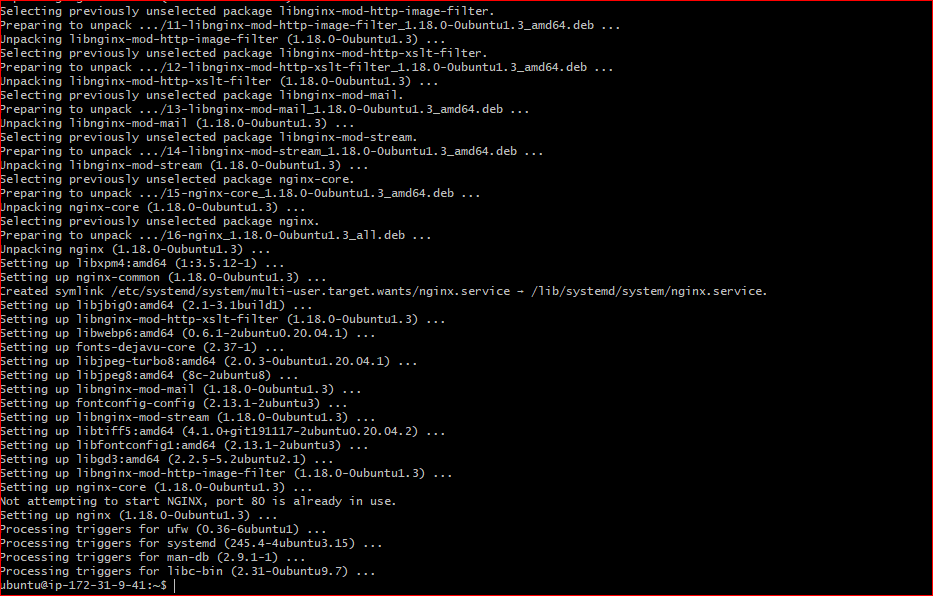 Selecting previously unselected package libnginx-mod-http-image-filter.
Preparing to unpack .../11-libnginx-mod-http-image-filter_1.18.0-0ubuntu1.3_amd64.deb ...
Unpacking libnginx-mod-http-image-filter (1.18.0-0ubuntu1.3) ...
Selecting previously unselected package libnginx-mod-http-xslt-filter.
Preparing to unpack .../12-libnginx-mod-http-xslt-filter_1.18.0-0ubuntu1.3_amd64.deb ...
Unpacking libnginx-mod-http-xslt-filter (1.18.0-0ubuntu1.3) ...
Selecting previously unselected package libnginx-mod-mail.
Preparing to unpack .../13-libnginx-mod-mail_1.18.0-0ubuntu1.3_amd64.deb ...
Unpacking libnginx-mod-mail (1.18.0-0ubuntu1.3) ...
Selecting previously unselected package libnginx-mod-stream.
Preparing to unpack .../14-libnginx-mod-stream_1.18.0-0ubuntu1.3_amd64.deb ...
Unpacking libnginx-mod-stream (1.18.0-0ubuntu1.3) ...
Selecting previously unselected package nginx-core.
Preparing to unpack .../15-nginx-core_1.18.0-0ubuntu1.3_amd64.deb ...
Unpacking nginx-core (1.18.0-0ubuntu1.3) ...
Selecting previously unselected package nginx.
Preparing to unpack .../16-nginx_1.18.0-0ubuntu1.3_all.deb ...
Unpacking nginx (1.18.0-0ubuntu1.3) ...
Setting up libxpm4:amd64 (1:3.5.12-1) ...
Setting up nginx-common (1.18.0-0ubuntu1.3) ...
Created symlink /etc/systemd/system/multi-user.target.wants/nginx.service → /lib/systemd/system/nginx.service.
Setting up libjbig0:amd64 (2.1-3.1build1) ...
Setting up libnginx-mod-http-xslt-filter (1.18.0-0ubuntu1.3) ...
Setting up libwebp6:amd64 (0.6.1-2ubuntu0.20.04.1) ...
Setting up fonts-dejavu-core (2.37-1) ...
Setting up libjpeg-turbo8:amd64 (2.0.3-0ubuntu1.20.04.1) ...
Setting up libjpeg8:amd64 (8c-2ubuntu8) ...
Setting up libnginx-mod-mail (1.18.0-0ubuntu1.3) ...
Setting up fontconfig-config (2.13.1-2ubuntu3) ...
Setting up libnginx-mod-stream (1.18.0-0ubuntu1.3) ...
Setting up libtiff5:amd64 (4.1.0+git191117-2ubuntu0.20.04.2) ...
Setting up libfontconfig1:amd64 (2.13.1-2ubuntu3) ...
Setting up libgd3:amd64 (2.2.5-5.2ubuntu2.1) ...
Setting up libnginx-mod-http-image-filter (1.18.0-0ubuntu1.3) ...
Setting up nginx-core (1.18.0-0ubuntu1.3) ...
Not attempting to start NGINX, port 80 is already in use.
Setting up nginx (1.18.0-0ubuntu1.3) ...
Processing triggers for ufw (0.36-6ubuntu1) ...
Processing triggers for systemd (245.4-4ubuntu3.15) ...
Processing triggers for man-db (2.9.1-1) ...
Processing triggers for libc-bin (2.31-0ubuntu9.7) ...
ubuntu@ip-172-31-9-41:~$